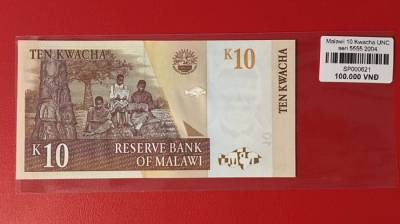 Malawi 10 Kwacha UNC
seri 5555 2004
SP000621
100.000 VNĐ
TEN KWACHA
K10
TEN KWACHA
K10
RESERVE BANK
OF MALAWI